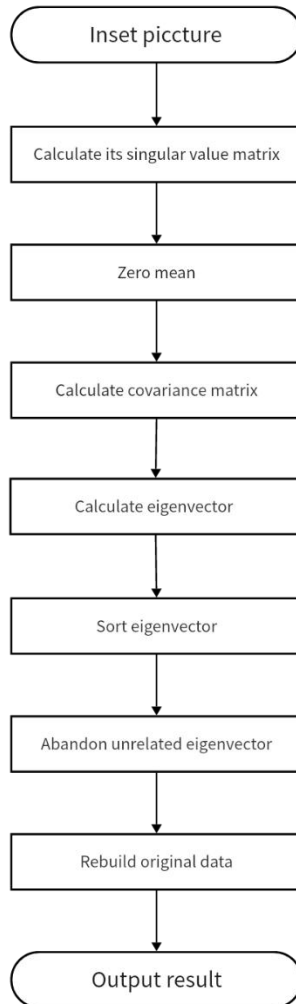 Inset piccture
Calculate its singular value matrix
Zero mean
Calculate covariance matrix
Calculate eigenvector
Sort eigenvector
Abandon unrelated eigenvector
Rebuild original data
Output result